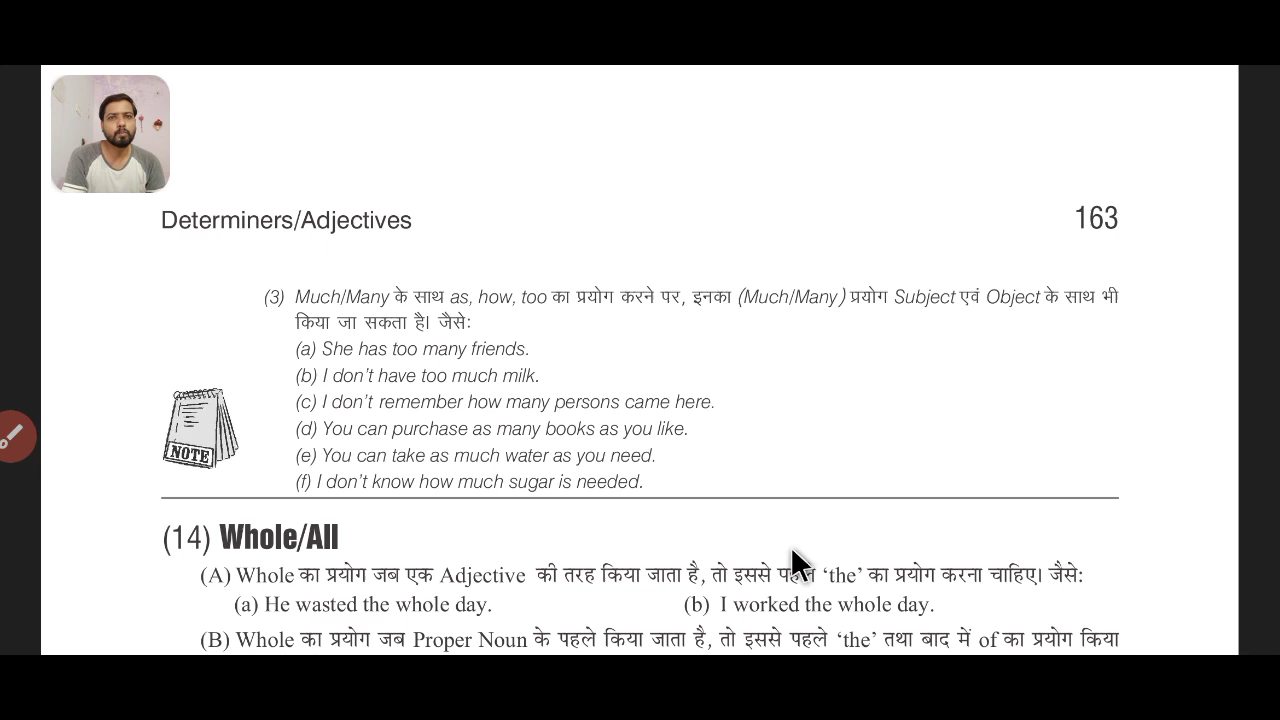 Determiners/Adjectives
163
(3) Much/Many के साथ as, how, too का प्रयोग करने पर, इनका (Much/Many) प्रयोग Subject एवं Object के साथ भी
किया जा सकता है। जैसे:
(a) She has too many friends.
(b) I don't have too much milk.
(c) I don't remember how many persons came here.
(d) You can purchase as many books as you like.
(e) You can take as much water as you need.
(f) I don't know how much sugar is needed.
NOTE
(14) Whole/All
(A) Whole का प्रयोग जब एक Adjective की तरह किया जाता है, तो इससे ‘the’ का प्रयोग करना चाहिए। जैसे:
(a) He wasted the whole day. (b) I worked the whole day.
(B) Whole का प्रयोग जब Proper Noun के पहले किया जाता है, तो इससे पहले ‘the’ तथा बाद में of का प्रयोग किया